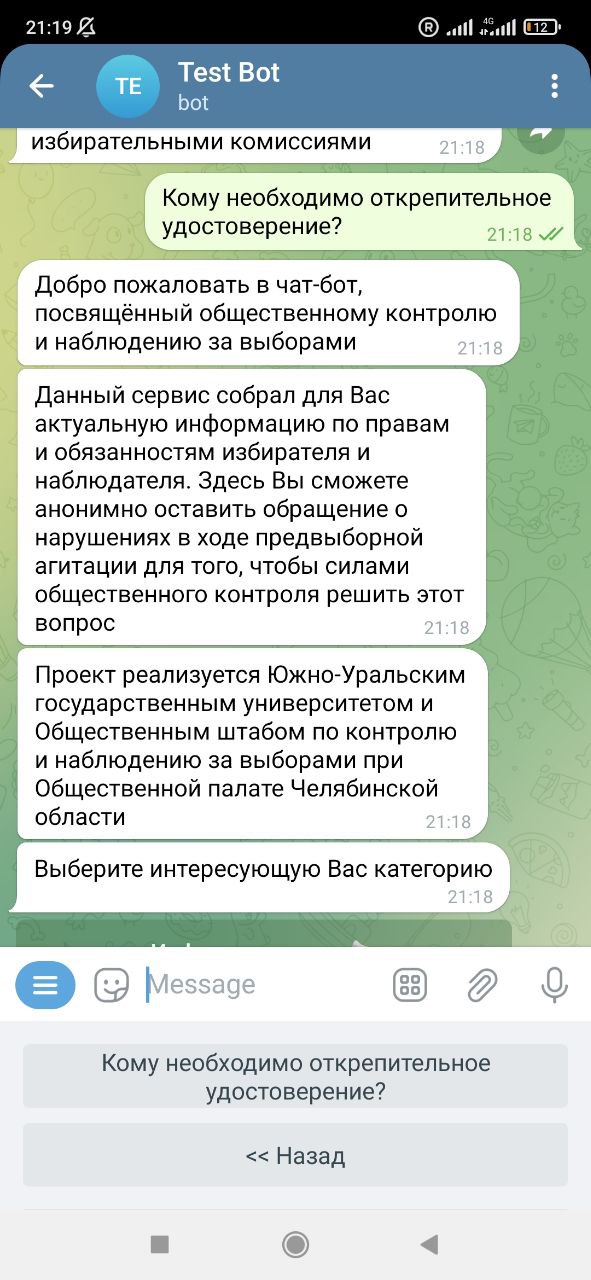 21:19
R
4G
12
TE
Test Bot
bot
избирательными комиссиями
21:18
Кому необходимо открепительное
удостоверение?
21:18
Добро пожаловать в чат-бот,
посвящённый общественному контролю
и наблюдению за выборами
21:18
Данный сервис собрал для Вас
актуальную информацию по правам
и обязанностям избирателя и
наблюдателя. Здесь Вы сможете
анонимно оставить обращение о
нарушениях в ходе предвыборной
агитации для того, чтобы силами
общественного контроля решить этот
вопрос
21:18
Проект реализуется Южно-Уральским
государственным университетом и
Общественным штабом по контролю
и наблюдению за выборами при
Общественной палате Челябинской
области
21:18
Выберите интересующую Вас категорию
21:18
Message
Кому необходимо открепительное
удостоверение?
<< Назад